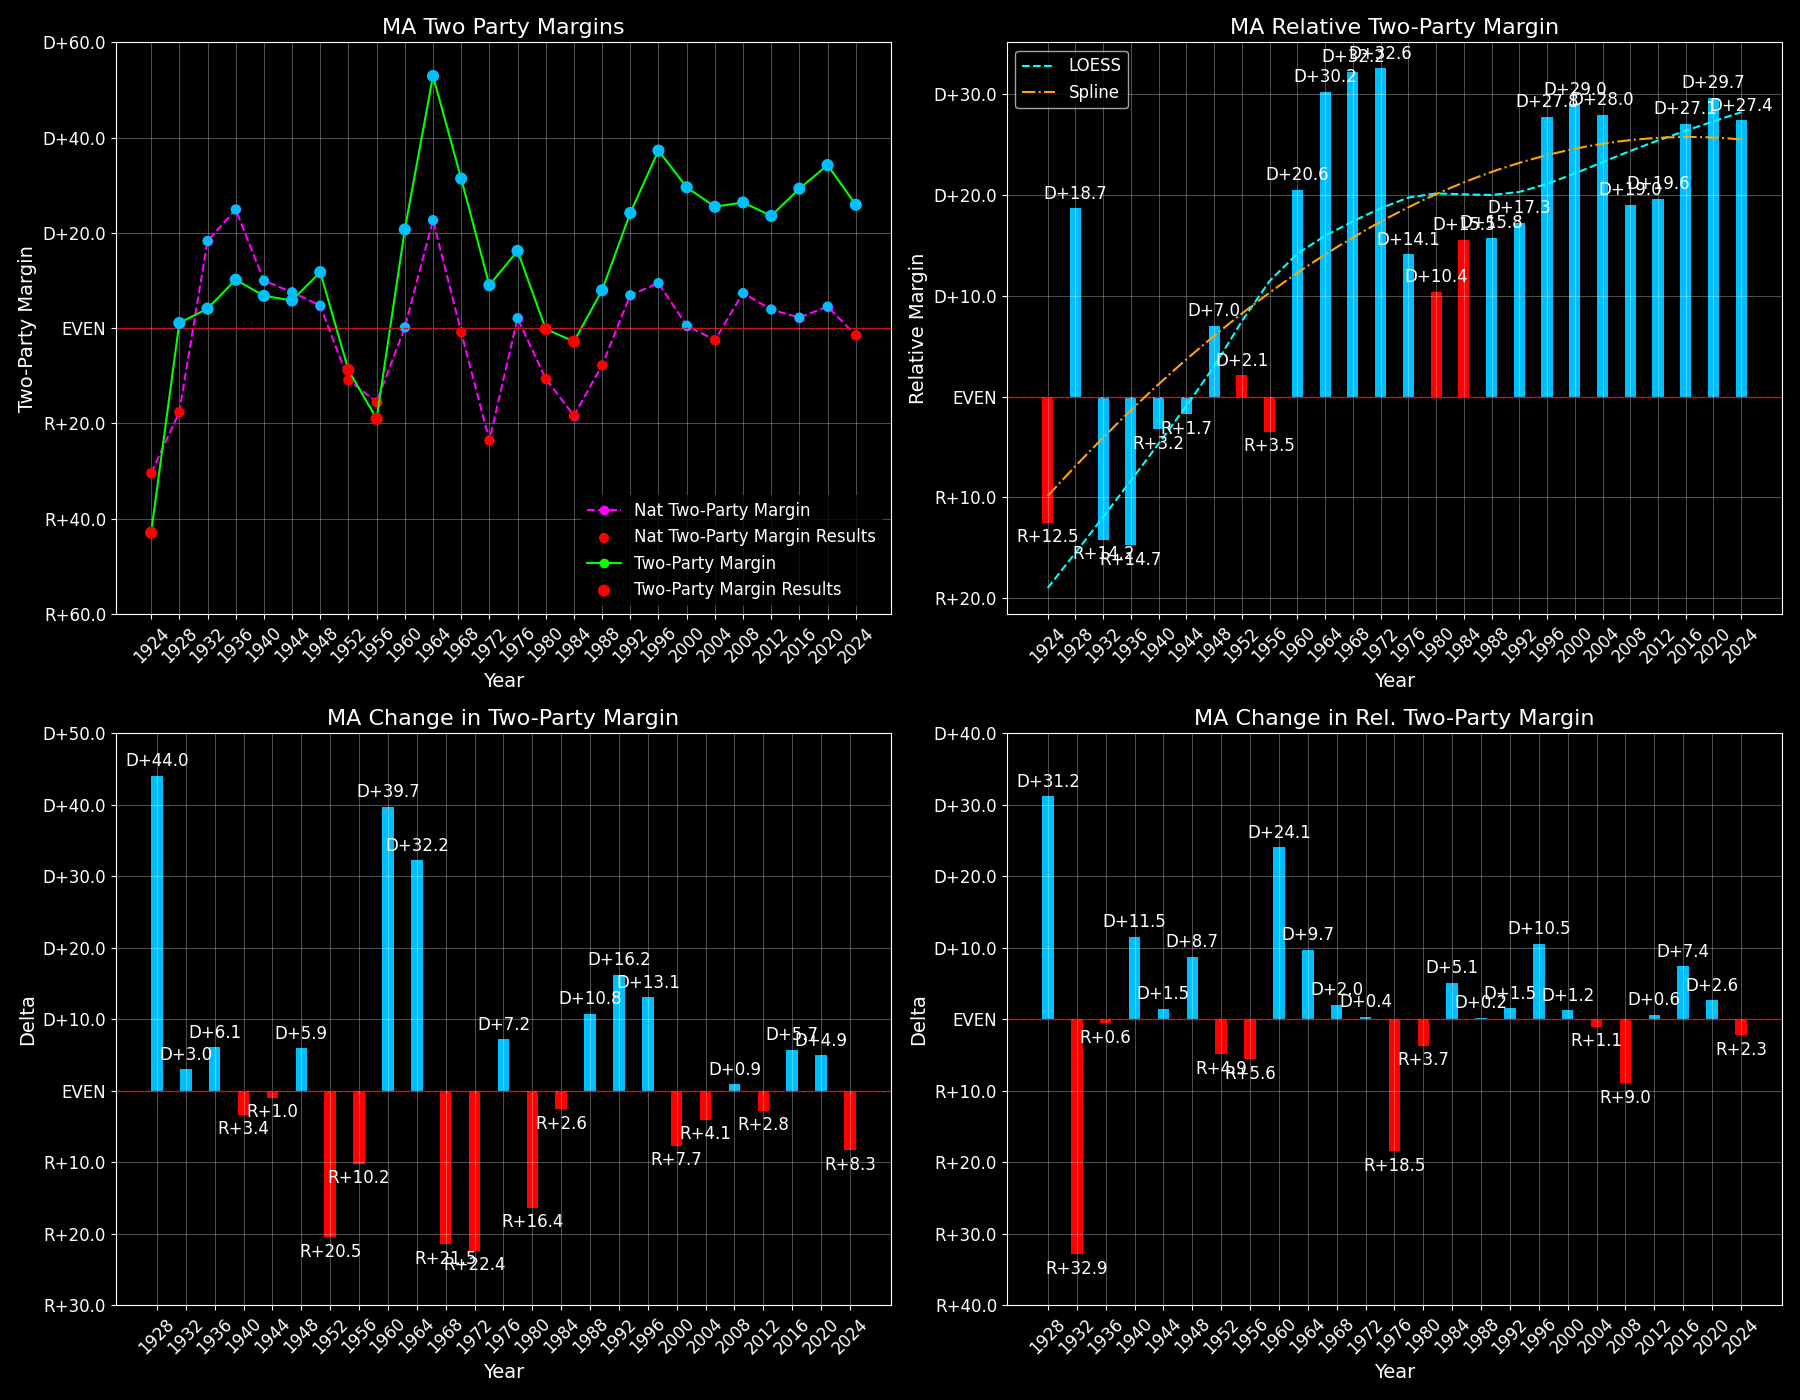 MA Two Party Margins
D+60.0
D+40.0
D+20.0
EVEN
R+20.0
R+40.0
R+60.0
Two-Party Margin
Nat Two-Party Margin
Nat Two-Party Margin Results
Two-Party Margin
Two-Party Margin Results
1924 1928 1932 1936 1940 1944 1948 1952 1956 1960 1964 1968 1972 1976 1980 1984 1988 1992 1996 2000 2004 2008 2012 2016 2020 2024
Year
MA Relative Two-Party Margin
LOESS
Spline
D+30.0
D+20.0
D+10.0
EVEN
R+10.0
R+20.0
Relative Margin
R+12.5
D+18.7
R+14.2
R+14.7
R+3.2
R+1.7
D+7.0
D+2.1
R+3.5
D+20.6
D+30.2
D+32.2
D+32.6
D+14.1
D+10.4
D+15.5
D+15.8
D+17.3
D+27.8
D+29.0
D+28.0
D+19.0
D+19.6
D+27.1
D+29.7
D+27.4
1924 1928 1932 1936 1940 1944 1948 1952 1956 1960 1964 1968 1972 1976 1980 1984 1988 1992 1996 2000 2004 2008 2012 2016 2020 2024
Year
MA Change in Two-Party Margin
D+50.0
D+40.0
D+30.0
D+20.0
D+10.0
EVEN
R+10.0
R+20.0
R+30.0
Delta
D+44.0
D+3.0
D+6.1
R+3.4
R+1.0
D+5.9
R+20.5
R+10.2
D+39.7
D+32.2
R+21.5
R+22.4
D+7.2
R+16.4
R+2.6
D+10.8
D+16.2
D+13.1
R+7.7
R+4.1
D+0.9
R+2.8
D+5.7
D+4.9
R+8.3
1928 1932 1936 1940 1944 1948 1952 1956 1960 1964 1968 1972 1976 1980 1984 1988 1992 1996 2000 2004 2008 2012 2016 2020 2024
Year
MA Change in Rel. Two-Party Margin
D+40.0
D+30.0
D+20.0
D+10.0
EVEN
R+10.0
R+20.0
R+30.0
R+40.0
Delta
D+31.2
R+32.9
R+0.6
D+11.5
D+1.5
D+8.7
R+4.9
R+5.6
D+24.1
D+9.7
D+2.0
D+0.4
R+18.5
R+3.7
D+5.1
D+0.2
D+1.5
D+10.5
D+1.2
R+1.1
R+9.0
D+0.6
D+7.4
D+2.6
R+2.3
1928 1932 1936 1940 1944 1948 1952 1956 1960 1964 1968 1972 1976 1980 1984 1988 1992 1996 2000 2004 2008 2012 2016 2020 2024
Year